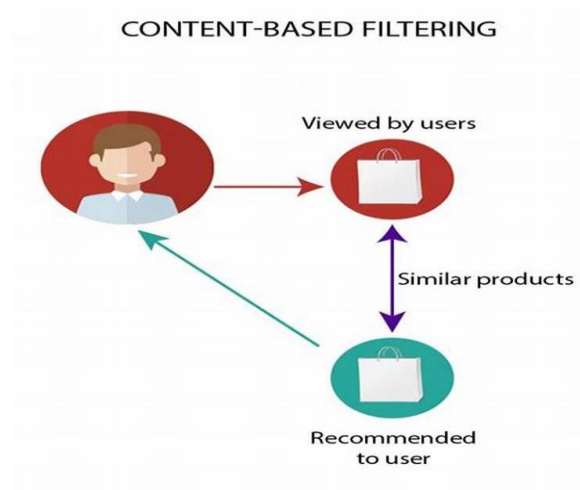 CONTENT-BASED FILTERING
Viewed by users
Similar products
Recommended
to user